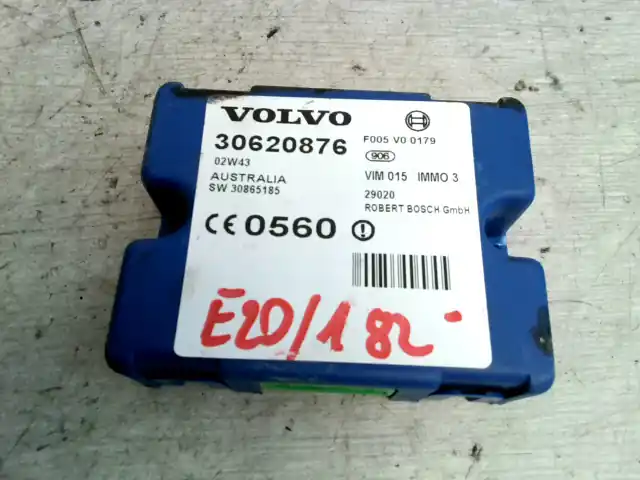 VOLVO
30620876
02W43
AUSTRALIA
SW 30865185
CE 0560
F005 V0 0179
906
VIM 015 IMMO 3
29020
ROBERT BOSCH GmbH
E20/1 82-